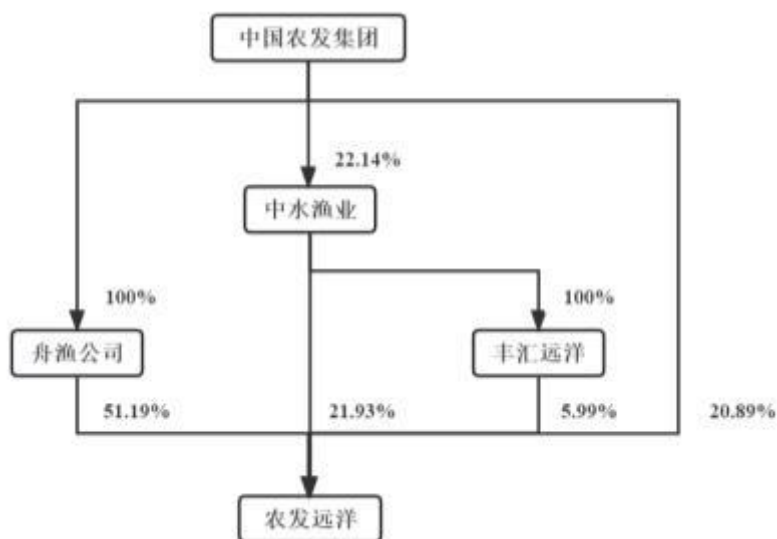 中国农发集团
22.14%
中水渔业
100%
100%
舟渔公司
丰汇远洋
51.19%
21.93%
5.99%
20.89%
农发远洋